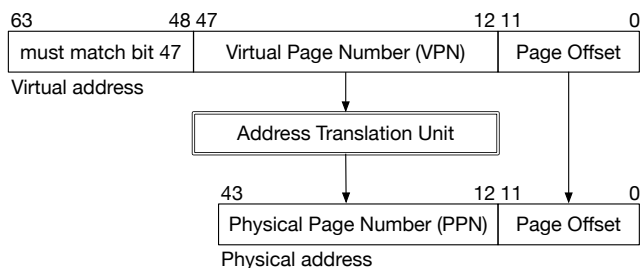 63 48 47 12 11 0
must match bit 47 Virtual Page Number (VPN) Page Offset
Virtual address
Address Translation Unit
43 12 11 0
Physical Page Number (PPN) Page Offset
Physical address